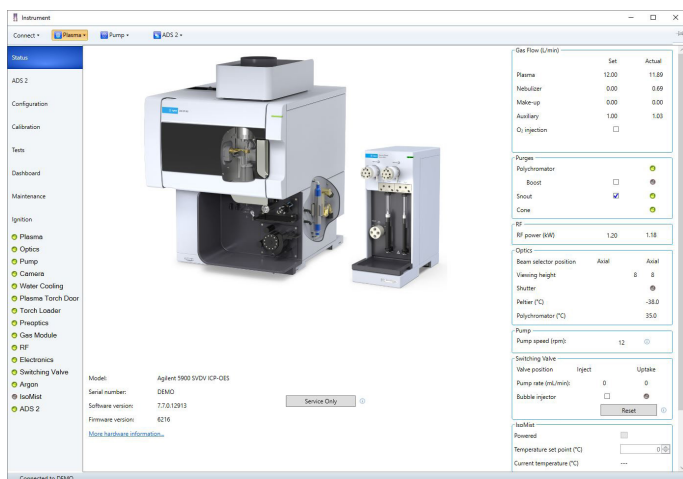 Instrument
Connect Plasma Pump ADS 2
Status
ADS 2
Configuration
Calibration
Tests
Dashboard
Maintenance
Ignition
Plasma
Optics
Pump
Camera
Water Cooling
Plasma Torch Door
Torch Loader
Preoptics
Gas Module
RF
Electronics
Switching Valve
Argon
IsoMist
ADS 2
Model: Agilent 5900 SVDV ICP-OES
Serial number: DEMO
Software version: 7.7.0.12913
Firmware version: 6216
More hardware information...
Service Only
Gas Flow (L/min)
Set Actual
Plasma 12.00 11.89
Nebulizer 0.00 0.69
Make-up 0.00 0.00
Auxiliary 1.00 1.03
O₂ injection
Purges
Polychromator
Boost
Snout
Cone
RF
RF power (kW) 1.20 1.18
Optics
Beam selector position Axial Axial
Viewing height 8 8
Shutter
Peltier (°C) -38.0
Polychromator (°C) 35.0
Pump
Pump speed (rpm): 12
Switching Valve
Valve position Inject Uptake
Pump rate (mL/min): 0 0
Bubble injector
Reset
IsoMist
Powered
Temperature set point (°C) 0
Current temperature (°C) ---
Connected to DEMO